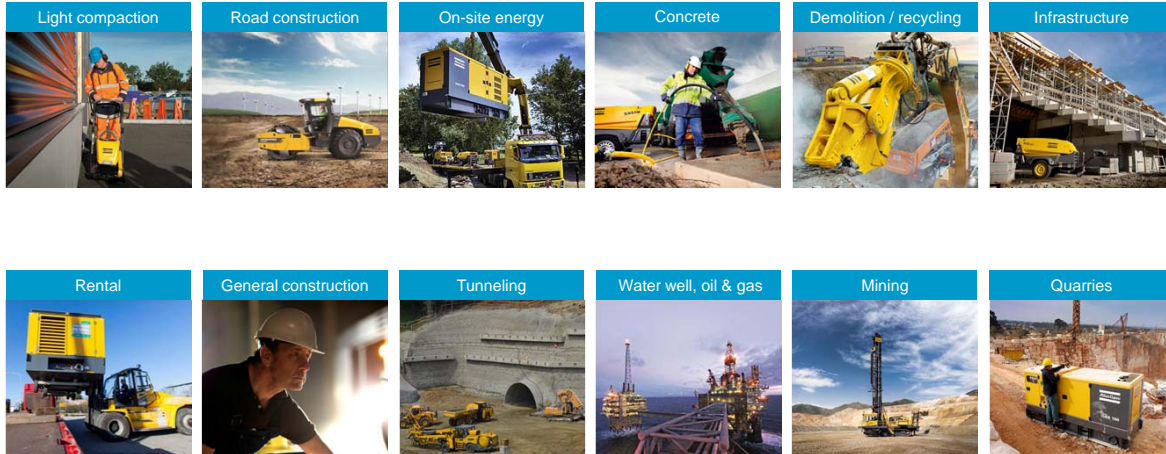 Light compaction
Road construction
On-site energy
Concrete
Demolition / recycling
Infrastructure
Rental
General construction
Tunneling
Water well, oil & gas
Mining
Quarries